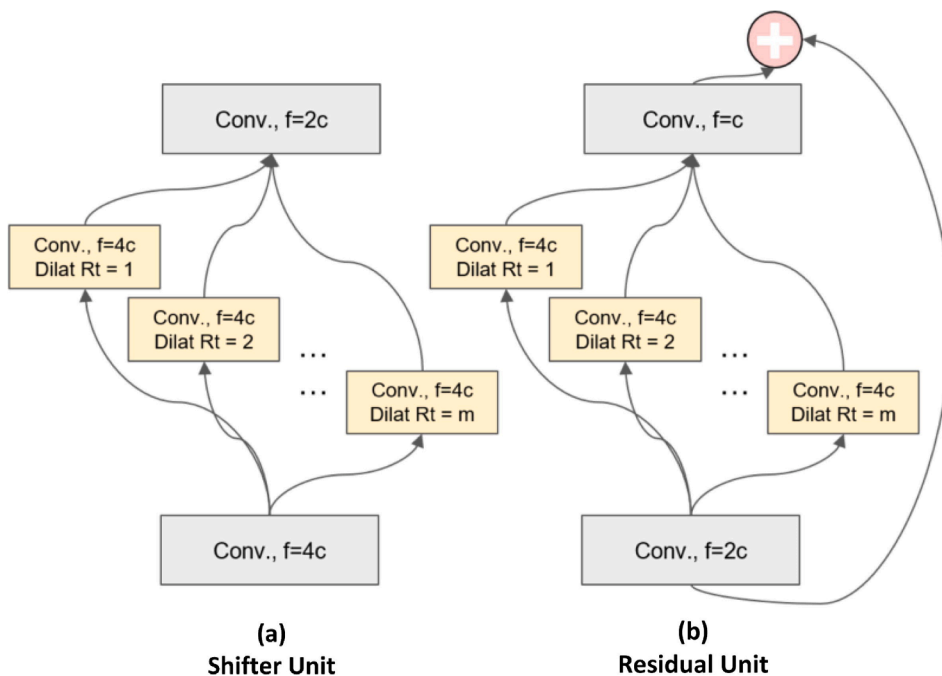 Conv., f=2c
Conv., f=4c
Dilat Rt = 1
Conv., f=4c
Dilat Rt = 2
...
...
Conv., f=4c
Dilat Rt = m
Conv., f=4c
(a)
Shifter Unit
Conv., f=c
Conv., f=4c
Dilat Rt = 1
Conv., f=4c
Dilat Rt = 2
...
...
Conv., f=4c
Dilat Rt = m
Conv., f=2c
(b)
Residual Unit